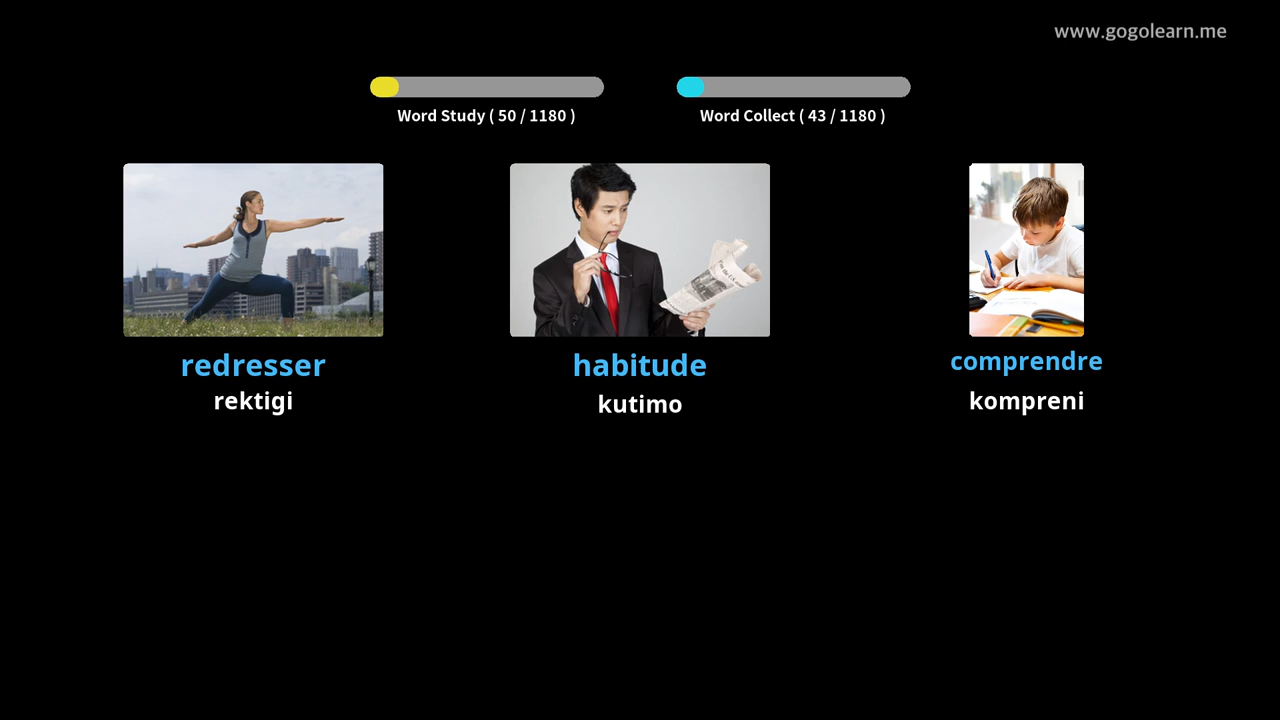 www.gogolearn.me
Word Study ( 50 / 1180 )
Word Collect ( 43 / 1180 )
redresser
habitude
comprendre
rektigi
kutimo
kompreni